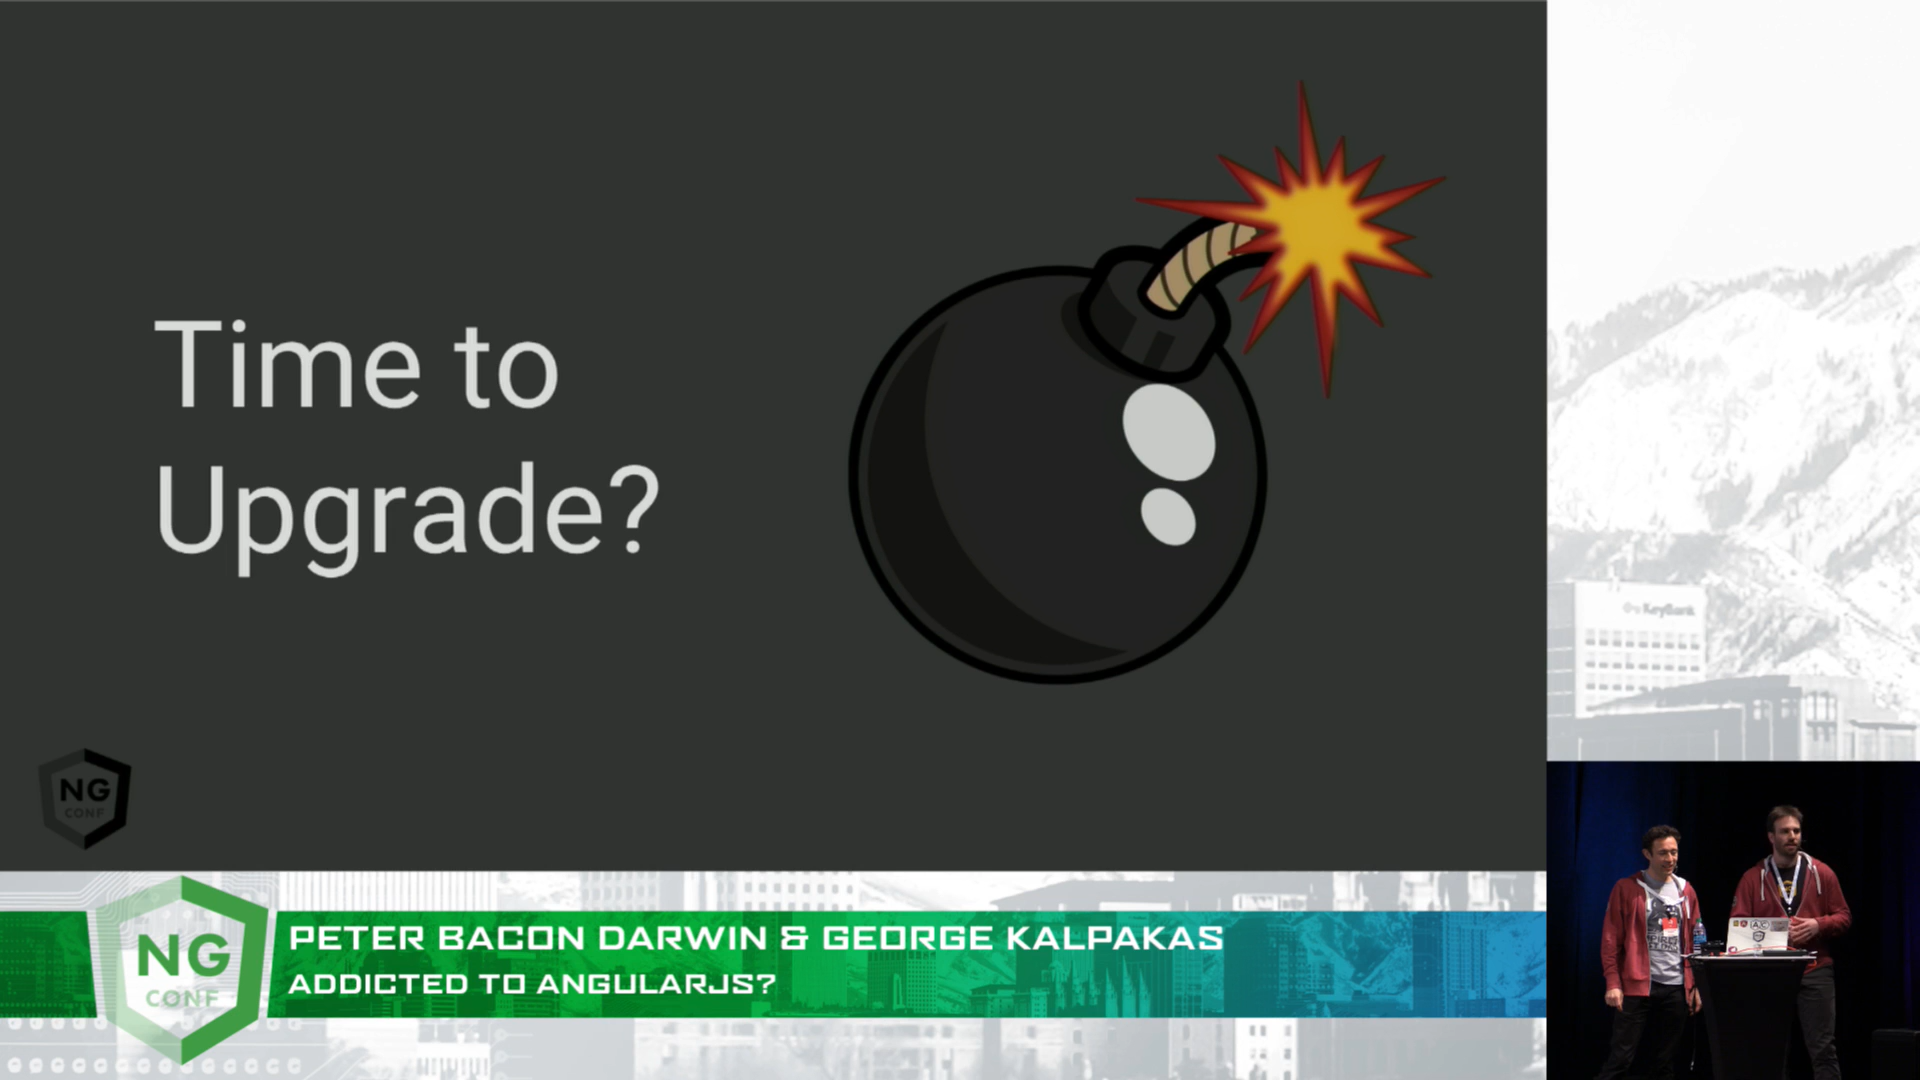 Time to
Upgrade?
NG
CONF
KeyBank
NG
CONF
PETER BACON DARWIN & GEORGE KALPAKAS
ADDICTED TO ANGULARJS?